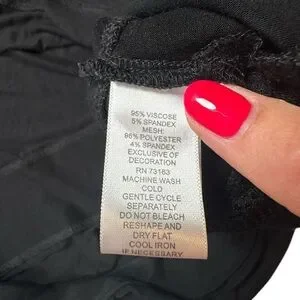 95% VISCOSE
5% SPANDEX
MESH:
96% POLYESTER
4% SPANDEX
EXCLUSIVE OF
DECORATION
RN 73163
MACHINE WASH
COLD
GENTLE CYCLE
SEPARATELY
DO NOT BLEACH
RESHAPE AND
DRY FLAT
COOL IRON
IF NECESSARY